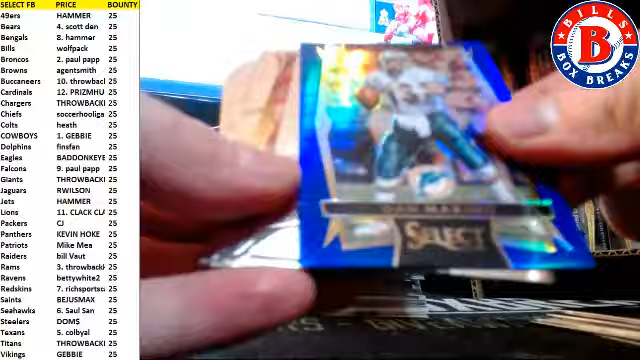 SELECT FB PRICE BOUNTY
49ers HAMMER 25
Bears 4. scott den 25
Bengals 8. hammer 25
Bills wolfpack 25
Broncos 2. paul papp 25
Browns agentsmith 25
Buccaneers 10. throwbacl 25
Cardinals 12. PRIZMHU 25
Chargers THROWBACKI 25
Chiefs soccerhooliga 25
Colts heath 25
COWBOYS 1. GEBBIE 25
Dolphins finsfan 25
Eagles BADDONKEYE 25
Falcons 9. paul papp 25
Giants THROWBACKI 25
Jaguars RWILSON 25
Jets HAMMER 25
Lions 11. CLACK CLA 25
Packers CJ 25
Panthers KEVIN HOKE 25
Patriots Mike Mea 25
Raiders bill Vaut 25
Rams 3. throwbackl 25
Ravens bettywhite2 25
Redskins 7. richsportsca 25
Saints BEJUSMAX 25
Seahawks 6. Saul San 25
Steelers DOM$ 25
Texans 5. colbyal 25
Titans THROWBACKI 25
Vikings GEBBIE 25
BILLS
B
BOX BREAKS
SELECT